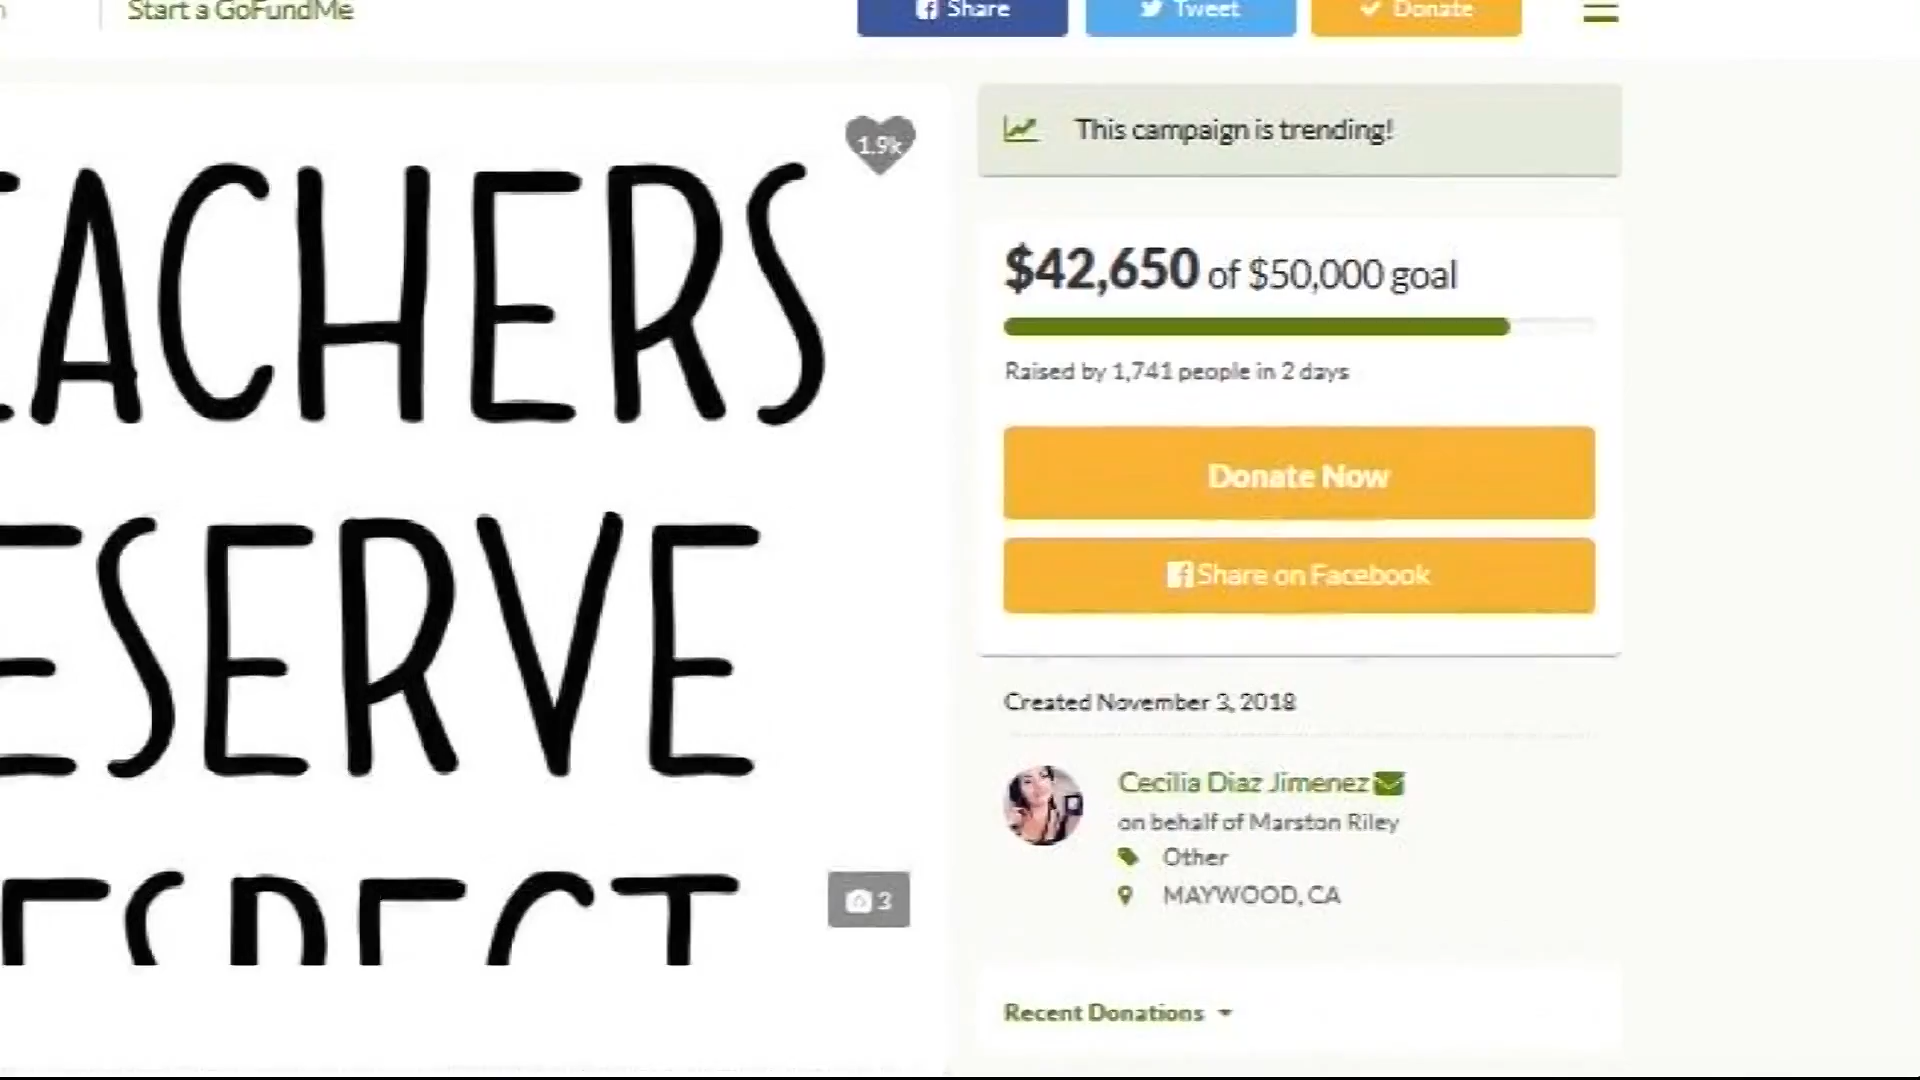 Start a GoFundMe
Share
Tweet
Donate
EACHERS
ESERVE
ESPECT
1.9k
3
This campaign is trending!
$42,650 of $50,000 goal
Raised by 1,741 people in 2 days
Donate Now
Share on Facebook
Created November 3, 2018
Cecilia Diaz Jimenez
on behalf of Marston Riley
Other
MAYWOOD, CA
Recent Donations